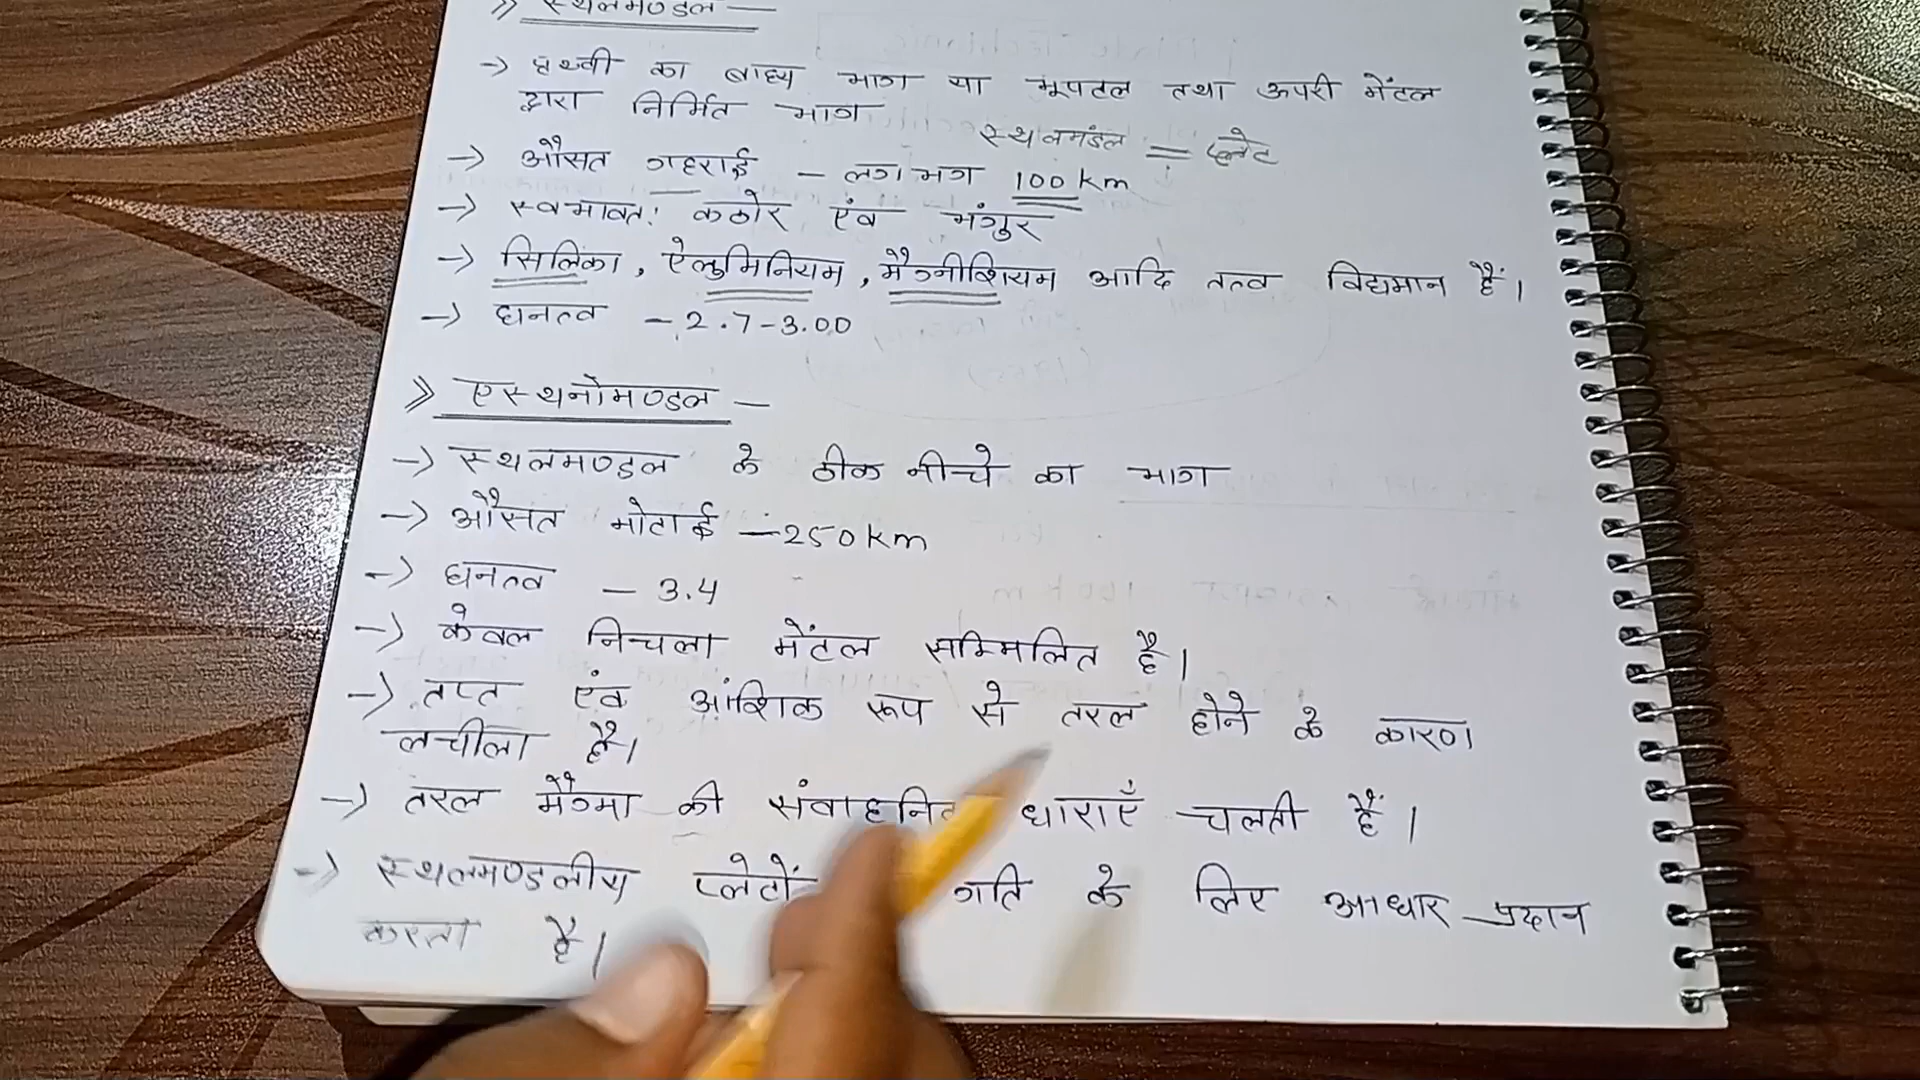 » स्थलमण्डल —
→ पृथ्वी का बाह्य भाग या भूपटल तथा ऊपरी मेंटल
द्वारा निर्मित भाग
स्थलमंडल = प्लेट
→ औसत गहराई – लगभग 100 km
→ स्वभावतः कठोर एंव भंगुर
→ सिलिका, ऐलुमिनियम, मैग्नीशियम आदि तत्व विद्यमान हैं।
→ घनत्व – 2.7-3.00
» एस्थनोमण्डल —
→ स्थलमण्डल के ठीक नीचे का भाग
→ औसत मोटाई – 250 km
→ घनत्व – 3.4
→ केवल निचला मेंटल सम्मिलित है।
→ तप्त एंव आंशिक रूप से तरल होने के कारण
लचीला है।
→ तरल मैग्मा की संवाहनिक धाराएँ चलती हैं।
→ स्थलमण्डलीय प्लेटों गति के लिए आधार प्रदान
करता है।